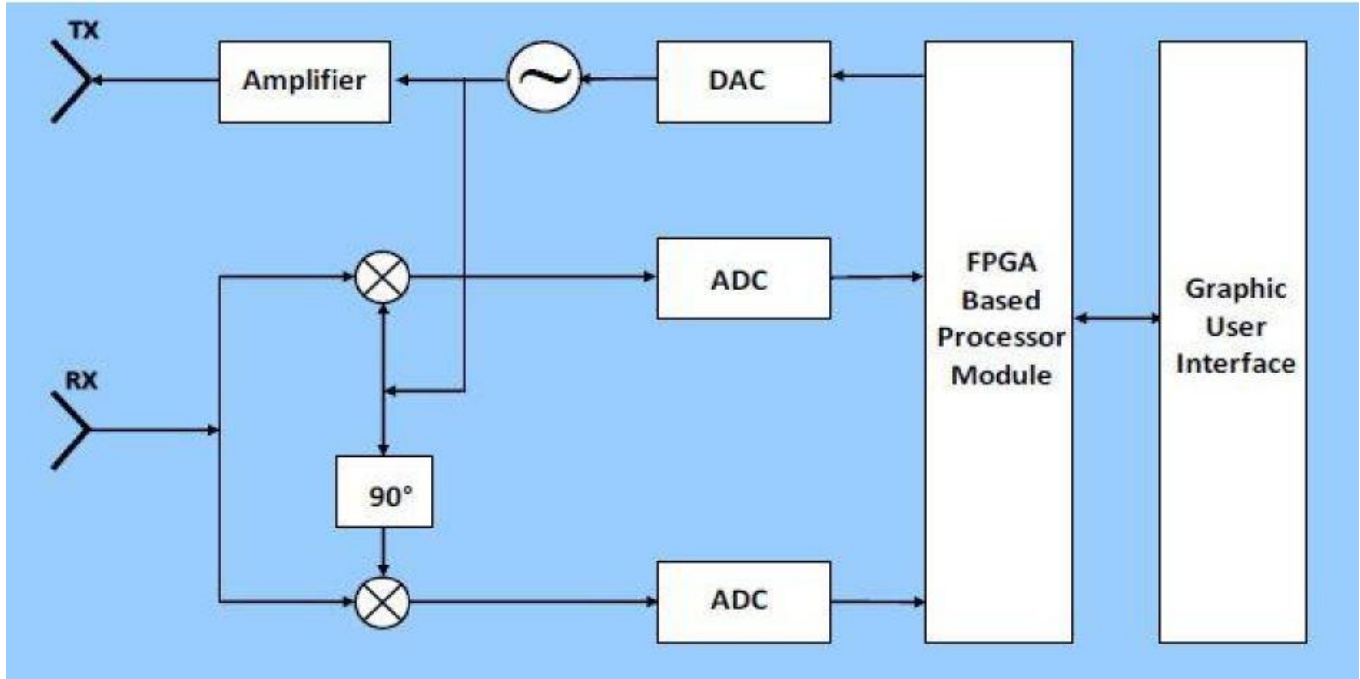 TX
Amplifier
DAC
ADC
FPGA
Based
Processor
Module
Graphic
User
Interface
RX
90°
ADC